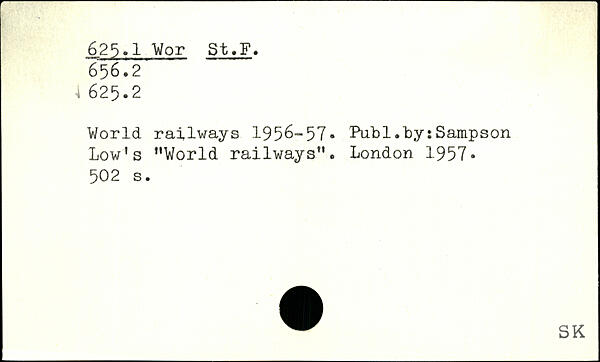 625.1 Wor St.F.
656.2
625.2
World railways 1956-57. Publ.by:Sampson
Low's "World railways". London 1957.
502 s.
SK